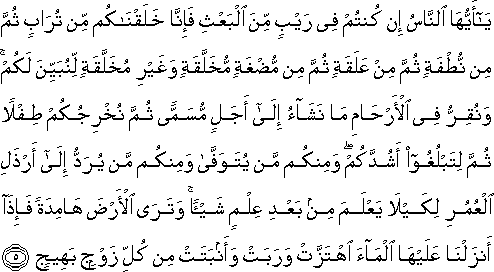 يَـٰٓأَيُّهَا ٱلنَّاسُ إِن كُنتُمْ فِى رَيْبٍ مِّنَ ٱلْبَعْثِ فَإِنَّا خَلَقْنَـٰكُم مِّن تُرَابٍ ثُمَّ
مِن نُّطْفَةٍ ثُمَّ مِنْ عَلَقَةٍ ثُمَّ مِن مُّضْغَةٍ مُّخَلَّقَةٍ وَغَيْرِ مُخَلَّقَةٍ لِّنُبَيِّنَ لَكُمْ ۚ
وَنُقِرُّ فِى ٱلْأَرْحَامِ مَا نَشَآءُ إِلَىٰٓ أَجَلٍ مُّسَمًّى ثُمَّ نُخْرِجُكُمْ طِفْلًا
ثُمَّ لِتَبْلُغُوٓا۟ أَشُدَّكُمْ ۖ وَمِنكُم مَّن يُتَوَفَّىٰ وَمِنكُم مَّن يُرَدُّ إِلَىٰٓ أَرْذَلِ
ٱلْعُمُرِ لِكَيْلَا يَعْلَمَ مِنۢ بَعْدِ عِلْمٍ شَيْـًٔا ۚ وَتَرَى ٱلْأَرْضَ هَامِدَةً فَإِذَآ
أَنزَلْنَا عَلَيْهَا ٱلْمَآءَ ٱهْتَزَّتْ وَرَبَتْ وَأَنۢبَتَتْ مِن كُلِّ زَوْجٍۭ بَهِيجٍ ۝٥